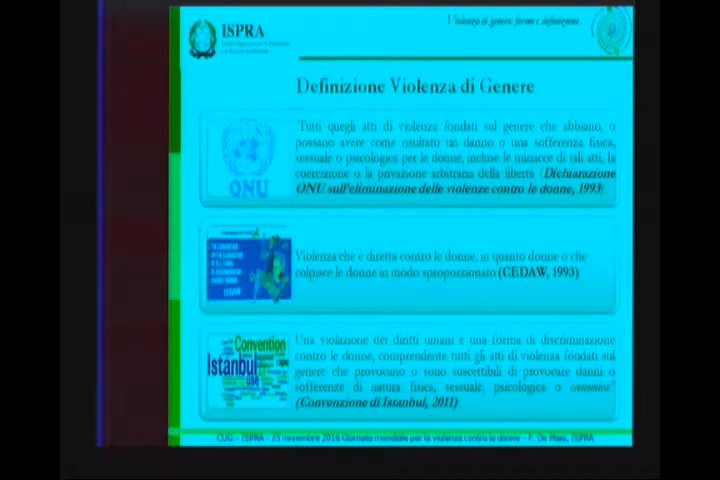 ISPRA
Violenza di genere: forme e definizione
Definizione Violenza di Genere
Tutti quegli atti di violenza fondati sul genere che abbiano, o
possano avere come risultato un danno o una sofferenza fisica,
sessuale o psicologica per le donne, incluse le minacce di tali atti, la
coercizione o la privazione arbitrana della libertà (Dichiarazione
ONU sull'eliminazione delle violenze contro le donne, 1993)
ONU
Violenza che è diretta contro le donne, in quanto donne o che
colpisce le donne in modo sproporzionato (CEDAW, 1993)
CEDAW
Una violazione dei diritti umani e una forma di discriminazione
contro le donne, comprendente tutti gli atti di violenza fondati sul
genere che provocano o sono suscettibili di provocare danni o
sofferenze di natura fisica, sessuale, psicologica o economica"
(Convenzione di Istanbul, 2011)
Convention
Istanbul
use
CUG - ISPRA - 25 novembre 2016 Giornata mondiale per la violenza contro le donne - F. De Maio, ISPRA